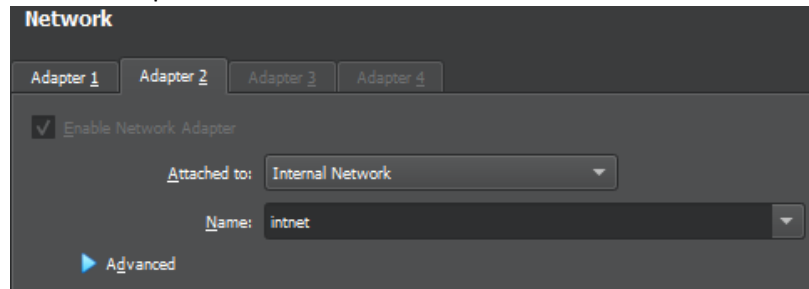 Network
Adapter 1 Adapter 2 Adapter 3 Adapter 4
Enable Network Adapter
Attached to: Internal Network
Name: intnet
Advanced